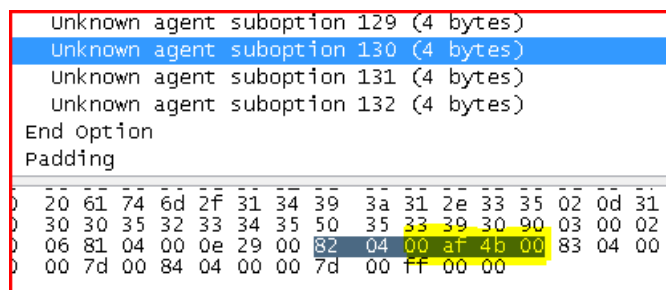 Unknown agent suboption 129 (4 bytes)
Unknown agent suboption 130 (4 bytes)
Unknown agent suboption 131 (4 bytes)
Unknown agent suboption 132 (4 bytes)
End Option
Padding
20 61 74 6d 2f 31 34 39 3a 31 2e 33 35 02 0d 31
30 30 35 32 33 34 35 50 35 33 39 30 90 03 00 02
06 81 04 00 0e 29 00 82 04 00 af 4b 00 83 04 00
00 7d 00 84 04 00 00 7d 00 ff 00 00